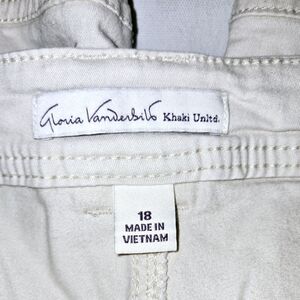 Gloria Vanderbilt Khaki Unltd.
18
MADE IN
VIETNAM